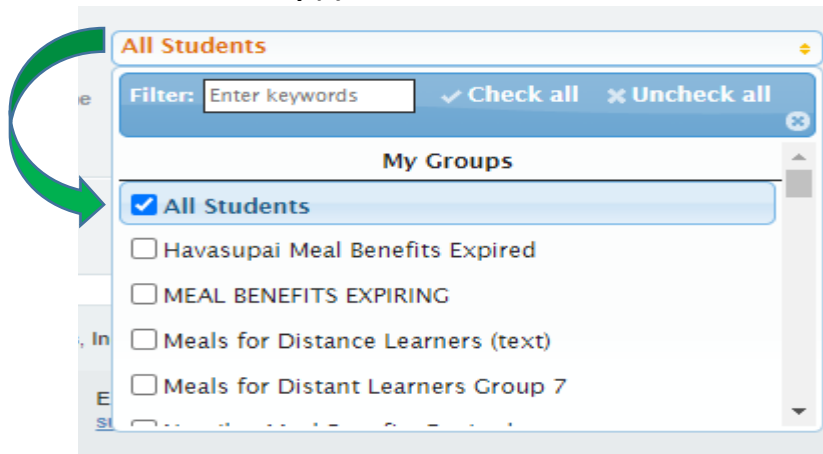 All Students
Filter: Enter keywords Check all Uncheck all
My Groups
All Students
Havasupai Meal Benefits Expired
MEAL BENEFITS EXPIRING
Meals for Distance Learners (text)
, In
Meals for Distant Learners Group 7
E